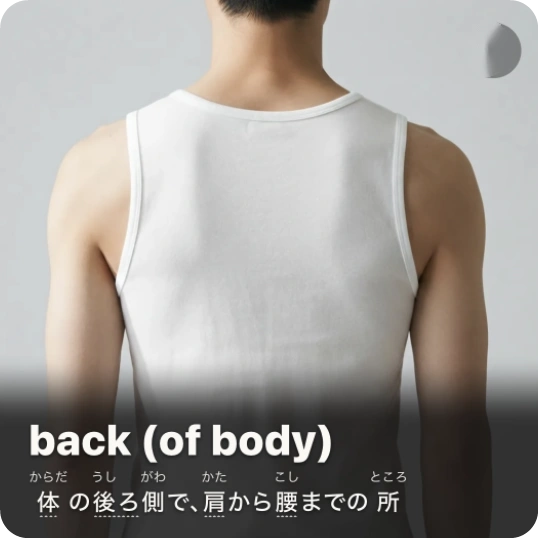 back (of body)
からだ うし がわ かた こし ところ
体の後ろ側で、肩から腰までの所